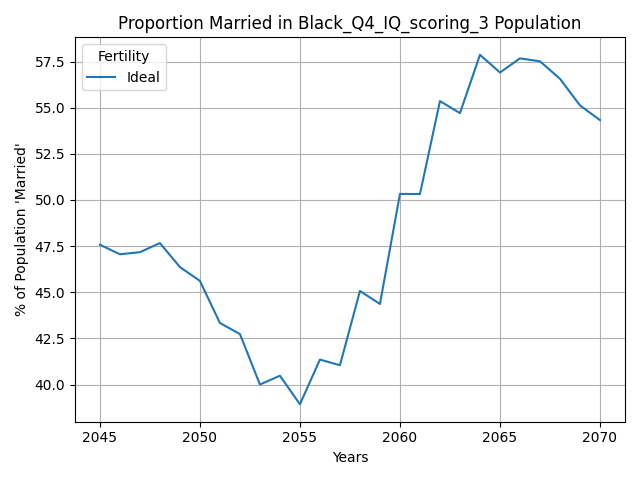 Proportion Married in Black_Q4_IQ_scoring_3 Population
Fertility
Ideal
% of Population 'Married'
57.5
55.0
52.5
50.0
47.5
45.0
42.5
40.0
2045 2050 2055 2060 2065 2070
Years